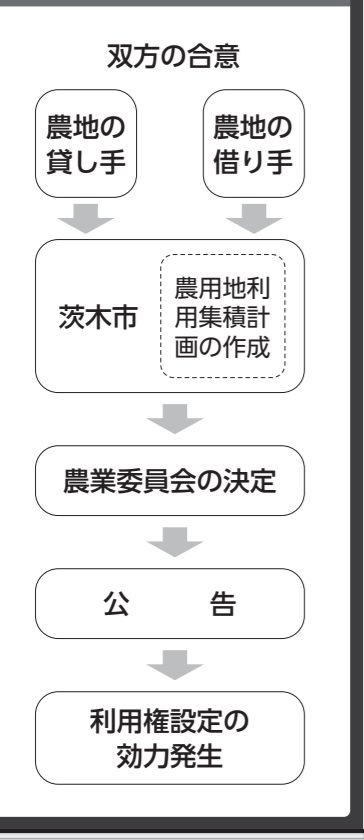 双方の合意
農地の
貸し手
農地の
借り手
茨木市
農用地利
用集積計
画の作成
農業委員会の決定
公　　告
利用権設定の
効力発生